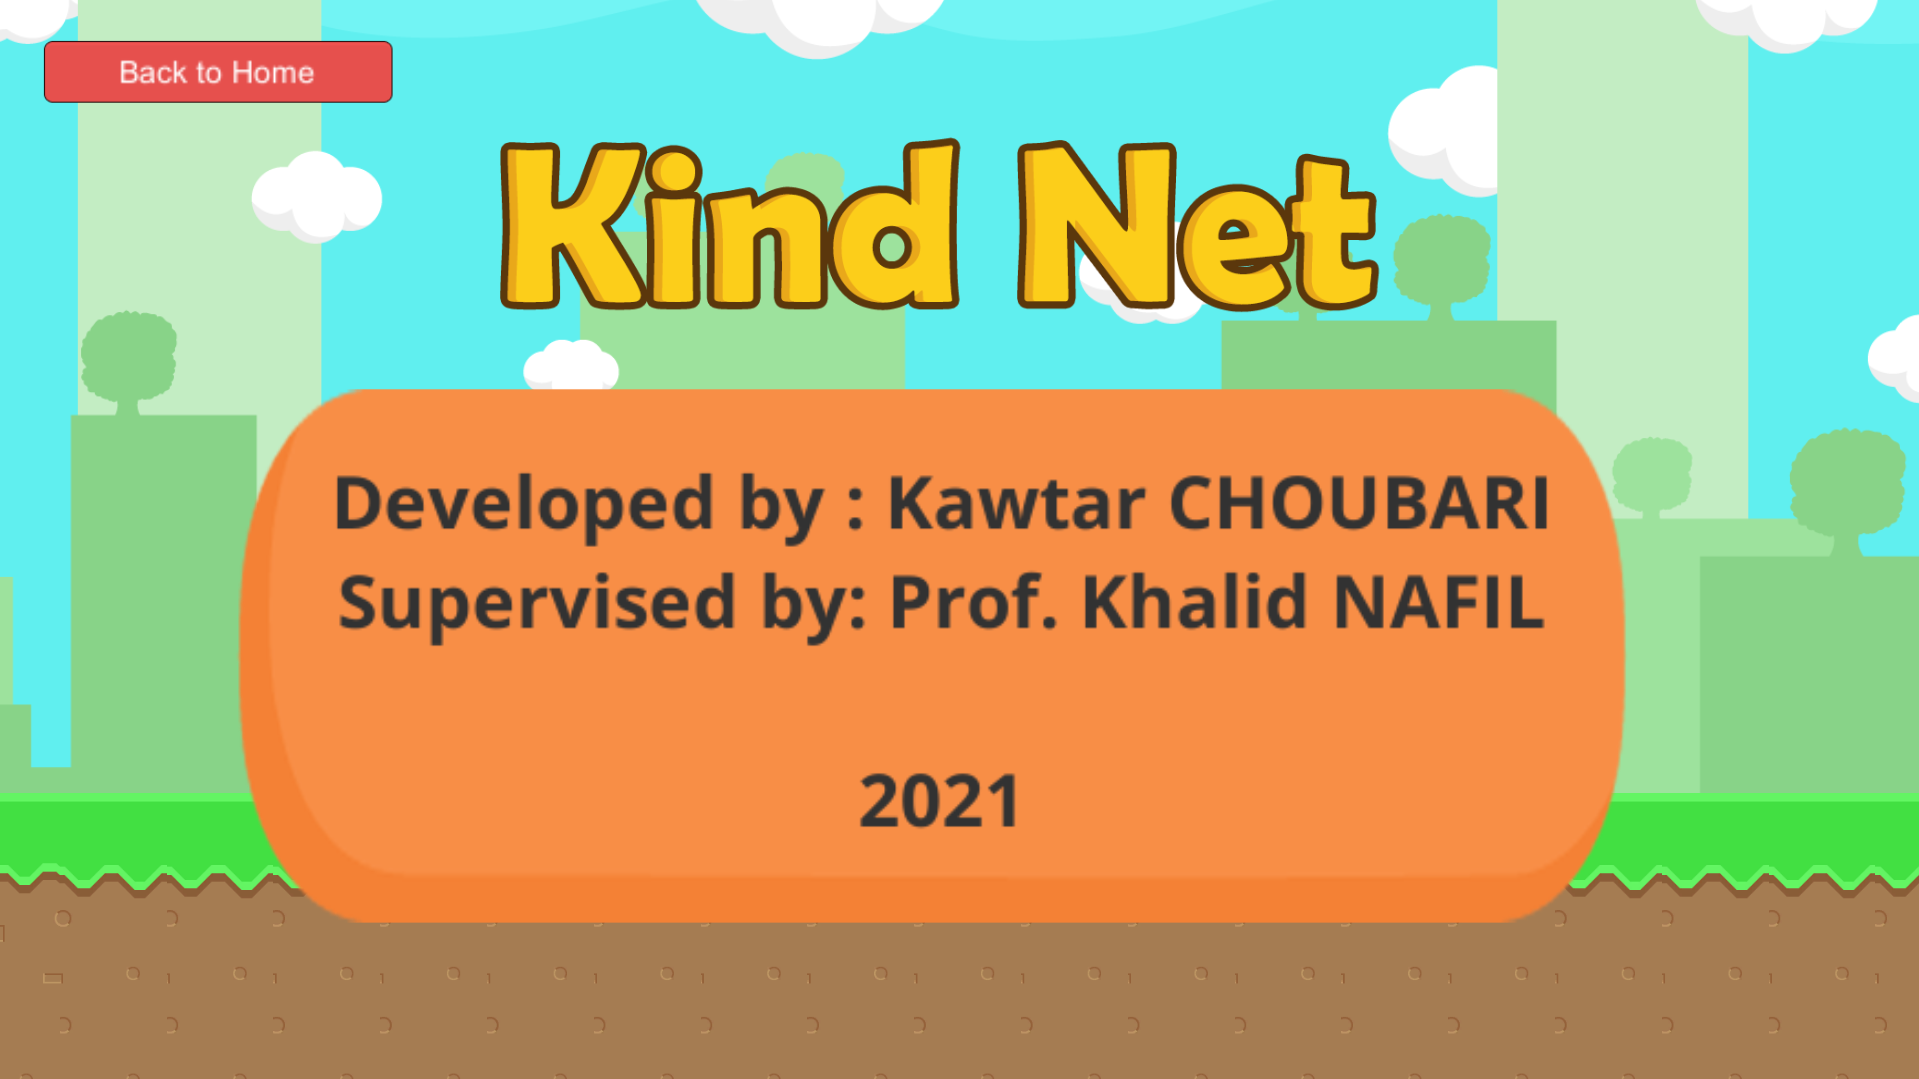 Back to Home
Kind Net
Developed by : Kawtar CHOUBARI
Supervised by: Prof. Khalid NAFIL
2021